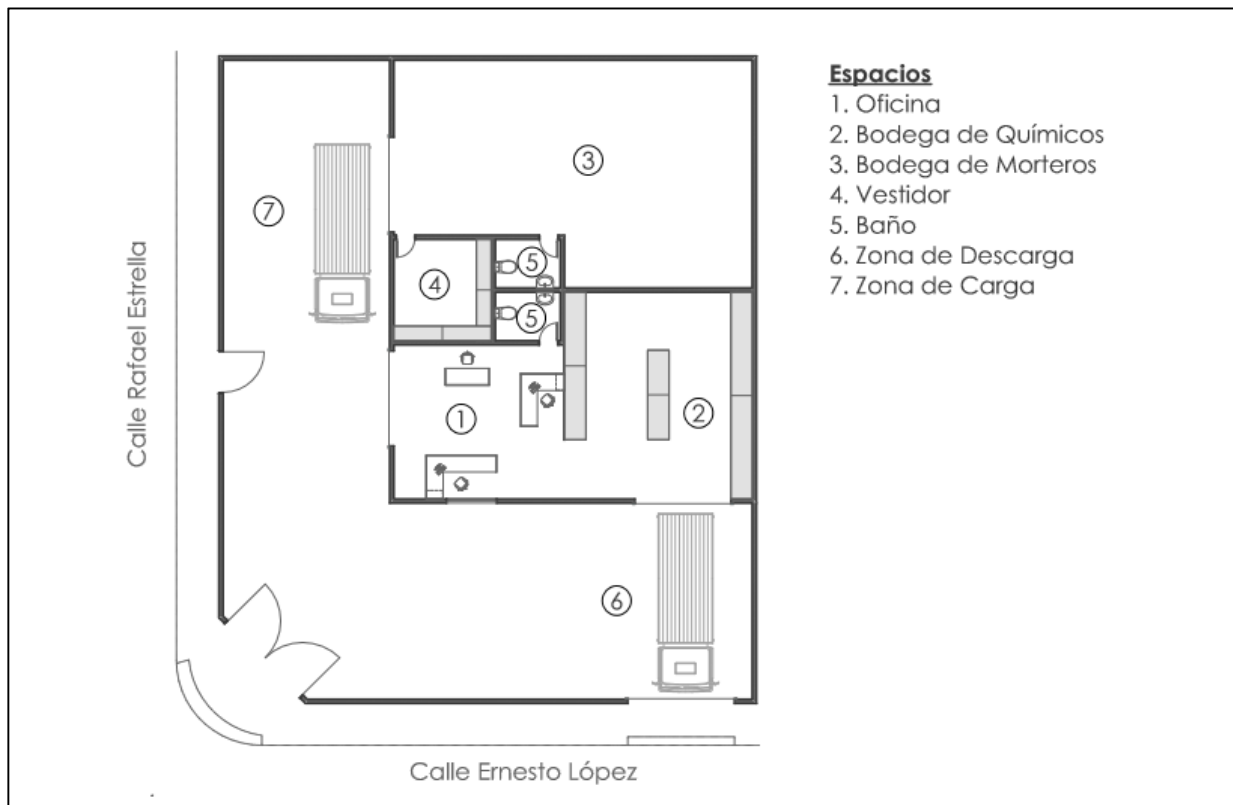 Espacios
1. Oficina
2. Bodega de Químicos
3. Bodega de Morteros
4. Vestidor
5. Baño
6. Zona de Descarga
7. Zona de Carga
3
7
5
4
5
1
2
6
Calle Rafael Estrella
Calle Ernesto López